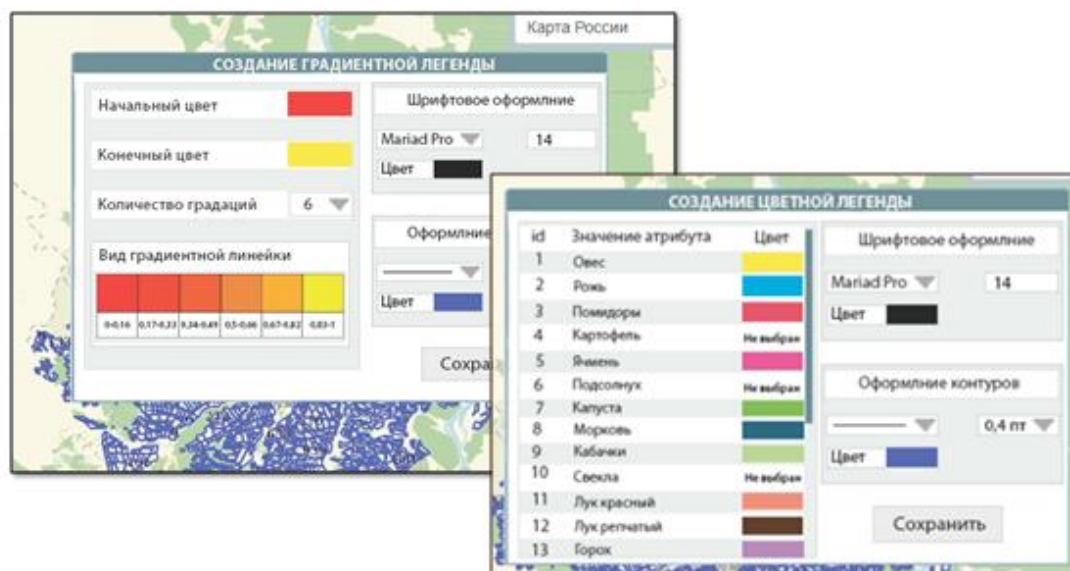 Карта России
СОЗДАНИЕ ГРАДИЕНТНОЙ ЛЕГЕНДЫ
Начальный цвет
Конечный цвет
Количество градаций 6
Вид градиентной линейки
0-0,16 0,17-0,33 0,34-0,49 0,5-0,66 0,67-0,82 0,83-1
Шрифтовое оформлние
Mariad Pro 14
Цвет
Оформлние
Цвет
Сохра
СОЗДАНИЕ ЦВЕТНОЙ ЛЕГЕНДЫ
id Значение атрибута Цвет
1 Овес
2 Рожь
3 Помидоры
4 Картофель Не выбран
5 Ячмень
6 Подсолнух Не выбран
7 Капуста
8 Морковь
9 Кабачки
10 Свекла Не выбран
11 Лук красный
12 Лук репчатый
13 Горох
Шрифтовое оформлние
Mariad Pro 14
Цвет
Оформлние контуров
0,4 пт
Цвет
Сохранить